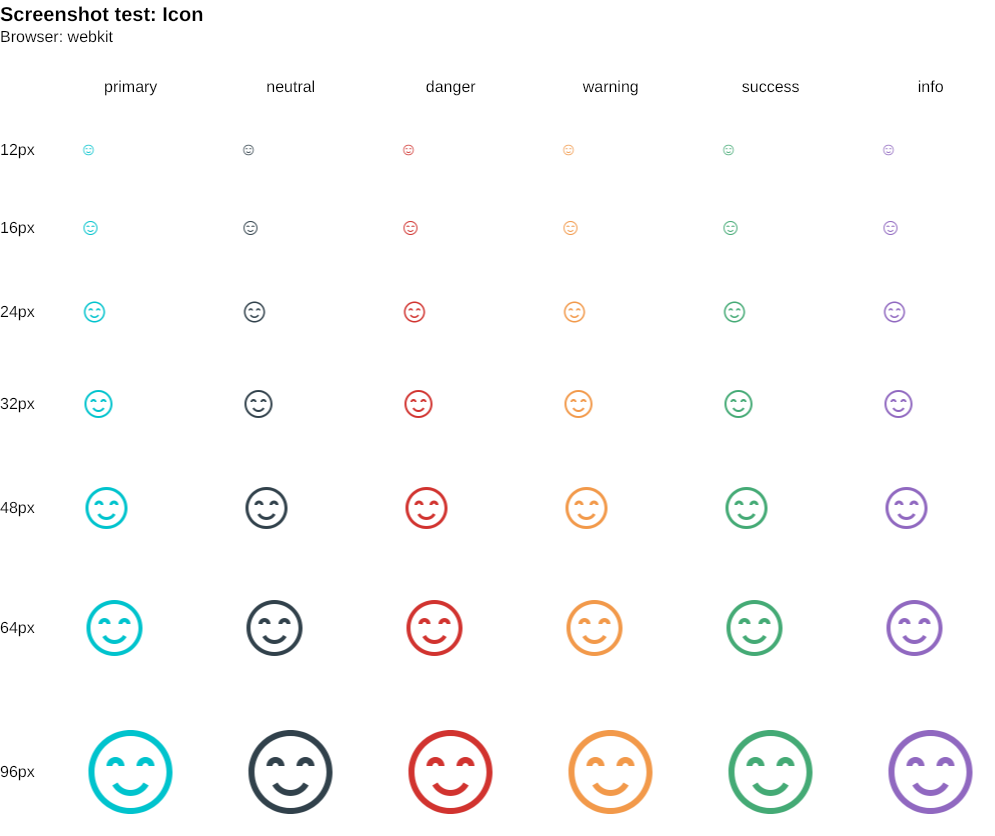 Screenshot test: Icon
Browser: webkit
primary neutral danger warning success info
12px
16px
24px
32px
48px
64px
96px